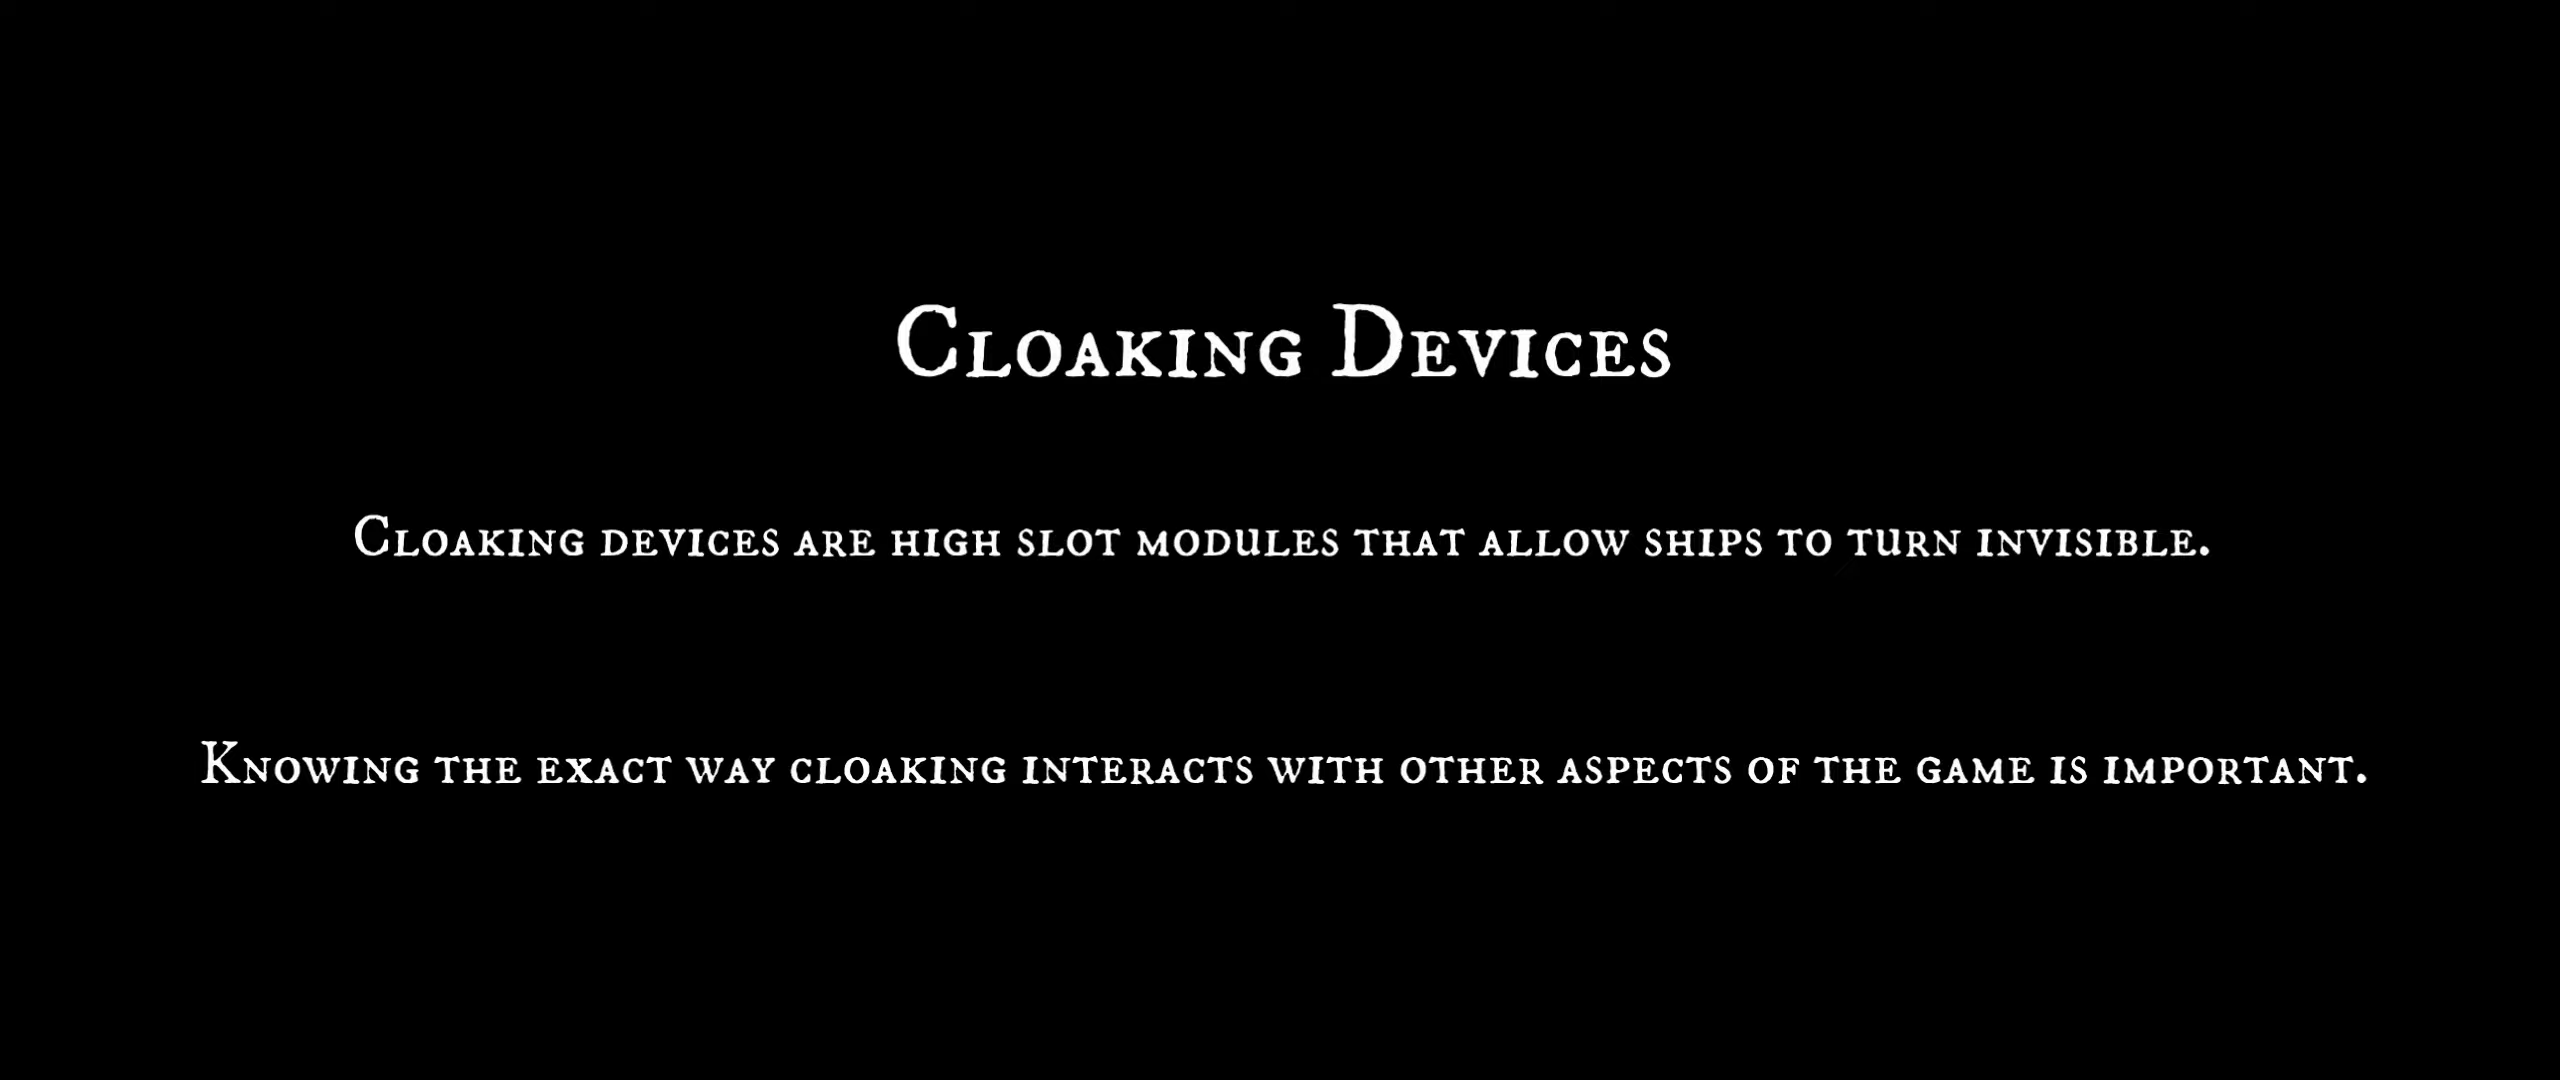 Cloaking Devices
Cloaking devices are high slot modules that allow ships to turn invisible.
Knowing the exact way cloaking interacts with other aspects of the game is important.